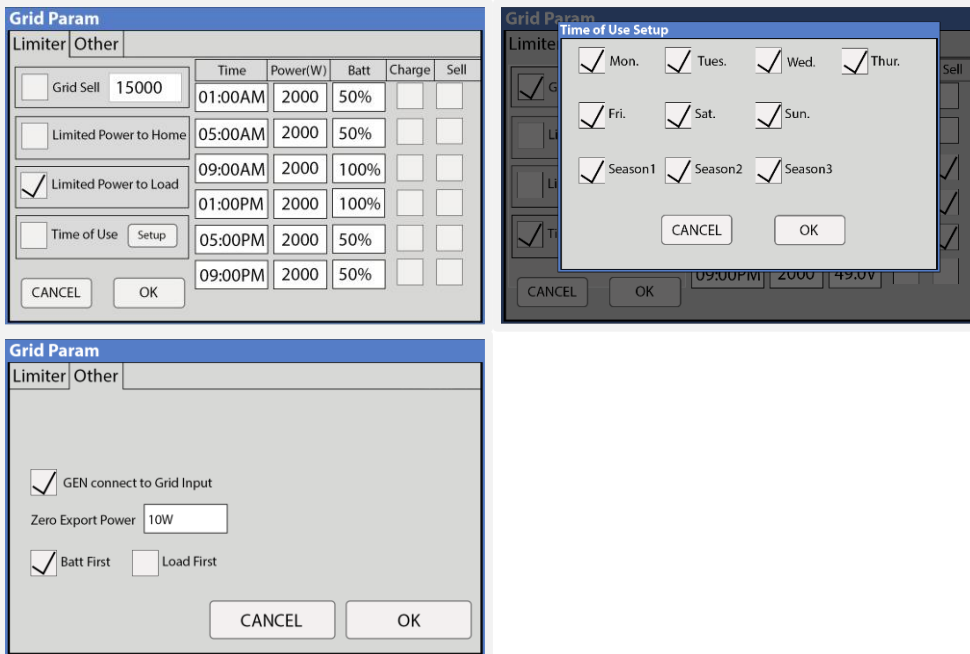 Grid Param
Limiter Other
Grid Sell 15000
Limited Power to Home
Limited Power to Load
Time of Use Setup
CANCEL OK
Time Power(W) Batt Charge Sell
01:00AM 2000 50%
05:00AM 2000 50%
09:00AM 2000 100%
01:00PM 2000 100%
05:00PM 2000 50%
09:00PM 2000 50%
Grid Param
Limite
Time of Use Setup
Mon. Tues. Wed. Thur.
Fri. Sat. Sun.
Season1 Season2 Season3
CANCEL OK
Sell
G
Li
Li
Ti
09:00PM 2000 49.0V
CANCEL OK
Grid Param
Limiter Other
GEN connect to Grid Input
Zero Export Power 10W
Batt First Load First
CANCEL OK